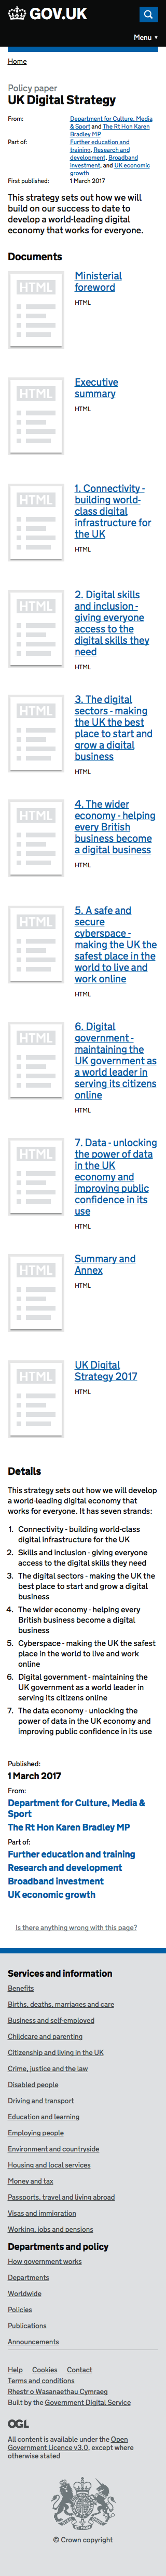 GOV.UK
Menu
Home
Policy paper
UK Digital Strategy
From:
Department for Culture, Media
& Sport and The Rt Hon Karen
Bradley MP
Part of:
Further education and
training, Research and
development, Broadband
investment, and UK economic
growth
First published:
1 March 2017
This strategy sets out how we will
build on our success to date to
develop a world-leading digital
economy that works for everyone.
Documents
HTML
Ministerial
foreword
HTML
HTML
Executive
summary
HTML
HTML
1. Connectivity -
building world-
class digital
infrastructure for
the UK
HTML
HTML
2. Digital skills
and inclusion -
giving everyone
access to the
digital skills they
need
HTML
HTML
3. The digital
sectors - making
the UK the best
place to start and
grow a digital
business
HTML
HTML
4. The wider
economy - helping
every British
business become
a digital business
HTML
HTML
5. A safe and
secure
cyberspace -
making the UK the
safest place in the
world to live and
work online
HTML
HTML
6. Digital
government -
maintaining the
UK government as
a world leader in
serving its citizens
online
HTML
HTML
7. Data - unlocking
the power of data
in the UK
economy and
improving public
confidence in its
use
HTML
HTML
Summary and
Annex
HTML
HTML
UK Digital
Strategy 2017
HTML
Details
This strategy sets out how we will develop
a world-leading digital economy that
works for everyone. It has seven strands:
1. Connectivity - building world-class
digital infrastructure for the UK
2. Skills and inclusion - giving everyone
access to the digital skills they need
3. The digital sectors - making the UK the
best place to start and grow a digital
business
4. The wider economy - helping every
British business become a digital
business
5. Cyberspace - making the UK the safest
place in the world to live and work
online
6. Digital government - maintaining the
UK government as a world leader in
serving its citizens online
7. The data economy - unlocking the
power of data in the UK economy and
improving public confidence in its use
Published:
1 March 2017
From:
Department for Culture, Media &
Sport
The Rt Hon Karen Bradley MP
Part of:
Further education and training
Research and development
Broadband investment
UK economic growth
Is there anything wrong with this page?
Services and information
Benefits
Births, deaths, marriages and care
Business and self-employed
Childcare and parenting
Citizenship and living in the UK
Crime, justice and the law
Disabled people
Driving and transport
Education and learning
Employing people
Environment and countryside
Housing and local services
Money and tax
Passports, travel and living abroad
Visas and immigration
Working, jobs and pensions
Departments and policy
How government works
Departments
Worldwide
Policies
Publications
Announcements
Help Cookies Contact
Terms and conditions
Rhestr o Wasanaethau Cymraeg
Built by the Government Digital Service
OGL
All content is available under the Open
Government Licence v3.0, except where
otherwise stated
© Crown copyright